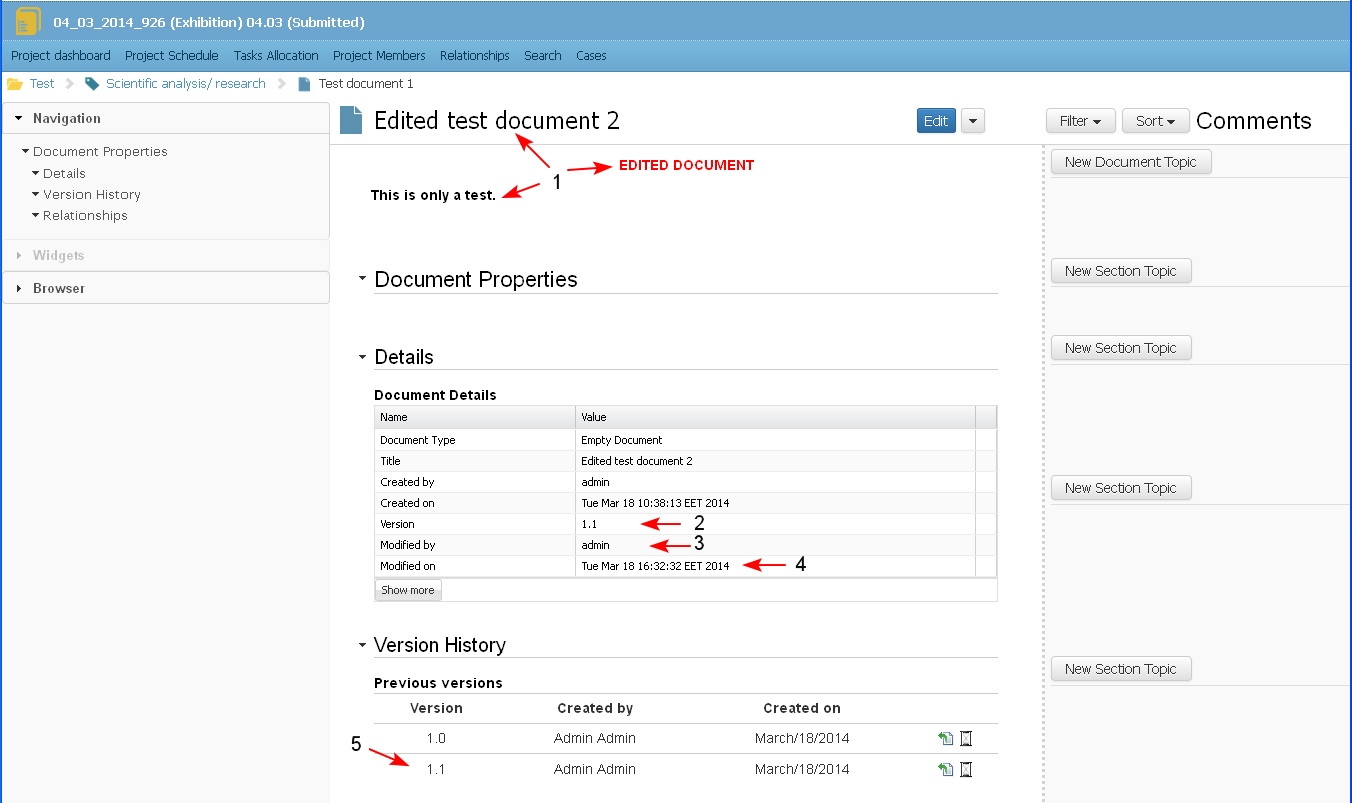 04_03_2014_926 (Exhibition) 04.03 (Submitted)
Project dashboard Project Schedule Tasks Allocation Project Members Relationships Search Cases
Test Scientific analysis/ research Test document 1
Navigation
Document Properties
Details
Version History
Relationships
Widgets
Browser
Edited test document 2
Edit
1
EDITED DOCUMENT
This is only a test.
Document Properties
Details
Document Details
Name Value
Document Type Empty Document
Title Edited test document 2
Created by admin
Created on Tue Mar 18 10:38:13 EET 2014
Version 1.1 2
Modified by admin 3
Modified on Tue Mar 18 16:32:32 EET 2014 4
Show more
Version History
Previous versions
Version Created by Created on
1.0 Admin Admin March/18/2014
5
1.1 Admin Admin March/18/2014
Filter Sort Comments
New Document Topic
New Section Topic
New Section Topic
New Section Topic
New Section Topic